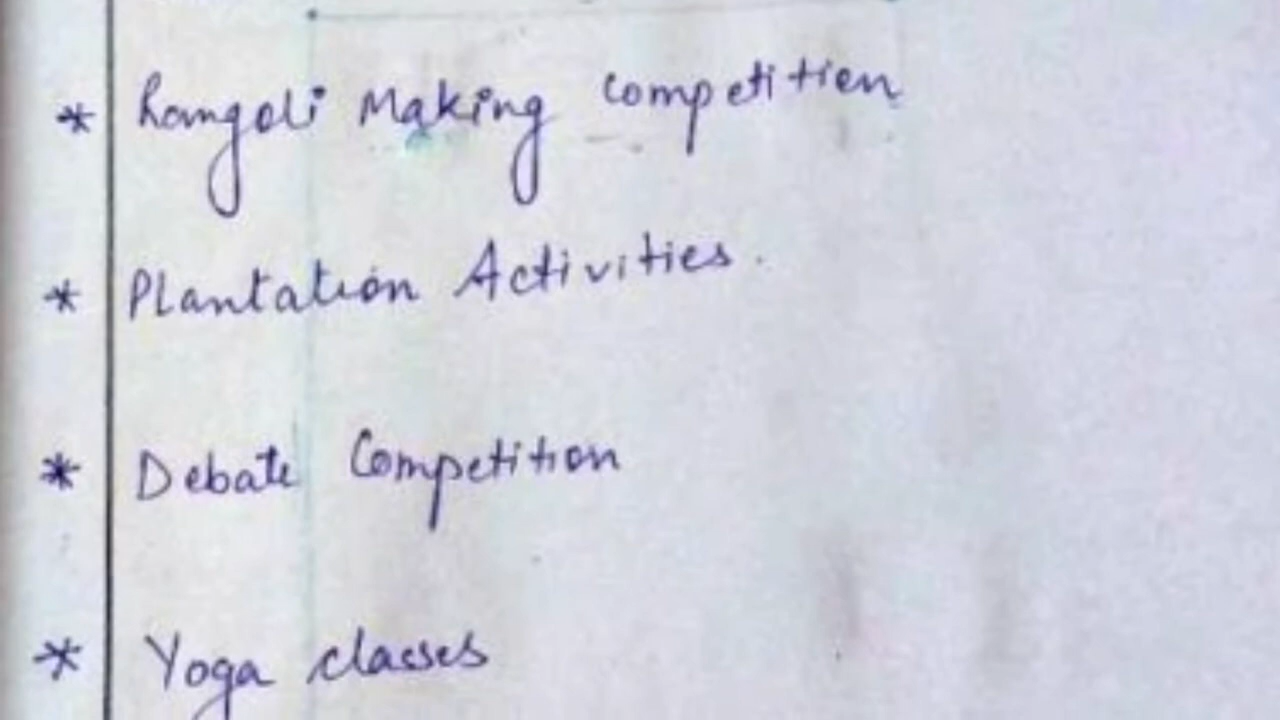 * Rangoli Making competition
* Plantation Activities.
* Debate Competition
* Yoga classes